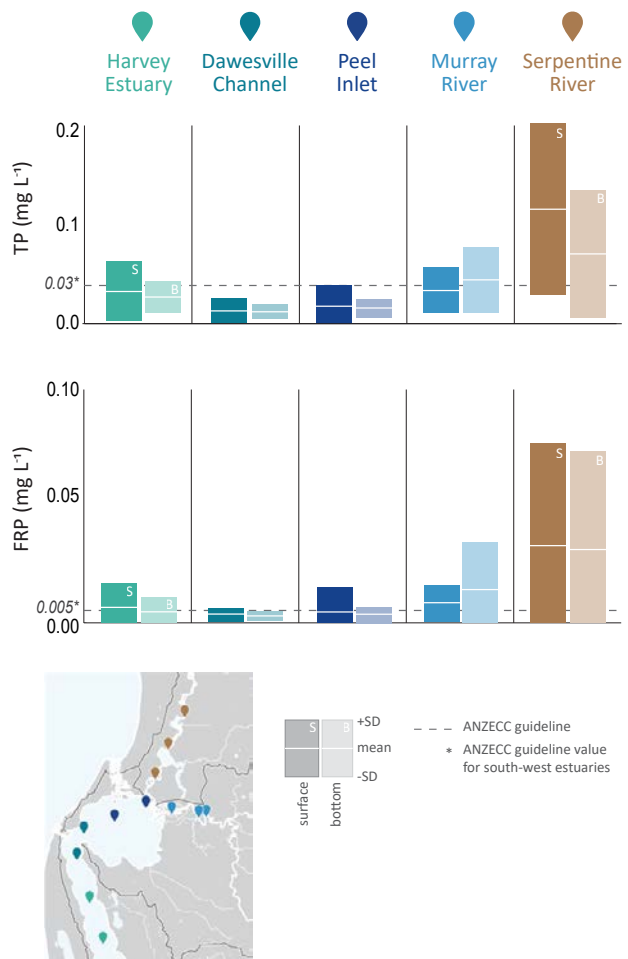 Harvey Estuary
Dawesville Channel
Peel Inlet
Murray River
Serpentine River
TP (mg L⁻¹)
0.2
0.1
0.03*
0.0
S
B
S
B
FRP (mg L⁻¹)
0.10
0.05
0.005*
0.00
S
B
S
B
S
B
+SD
mean
-SD
surface
bottom
ANZECC guideline
* ANZECC guideline value
for south-west estuaries